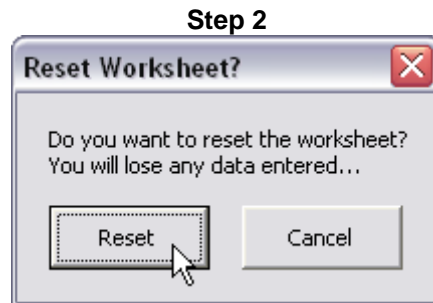 Step 2
Reset Worksheet?
Do you want to reset the worksheet?
You will lose any data entered...
Reset
Cancel